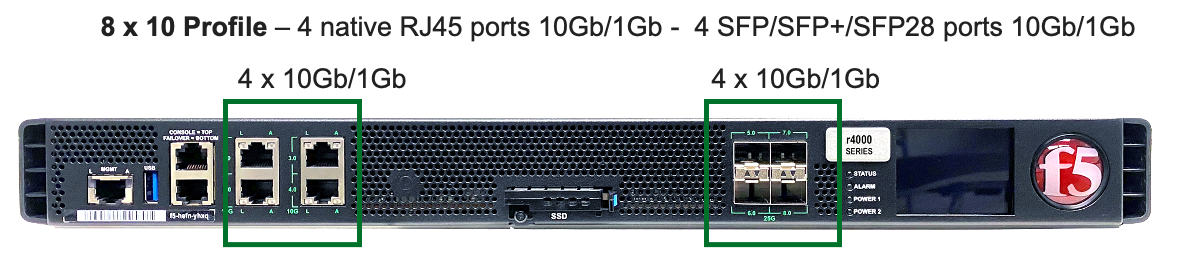 8 x 10 Profile – 4 native RJ45 ports 10Gb/1Gb - 4 SFP/SFP+/SFP28 ports 10Gb/1Gb
4 x 10Gb/1Gb
4 x 10Gb/1Gb
CONSOLE = TOP
FAILOVER = BOTTOM
L A L A
5.0 7.0
r4000
SERIES
L MGMT A
USB
3.0
STATUS
ALARM
POWER 1
POWER 2
4.0
f5
SSD
10G
L A L A
6.0 25G 8.0